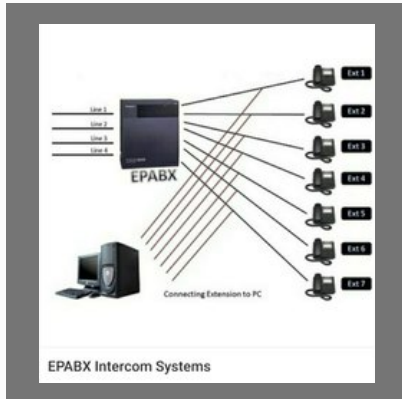 Line 1
Line 2
Line 3
Line 4
EPABX
Ext 1
Ext 2
Ext 3
Ext 4
Ext 5
Ext 6
Ext 7
Connecting Extension to PC
EPABX Intercom Systems